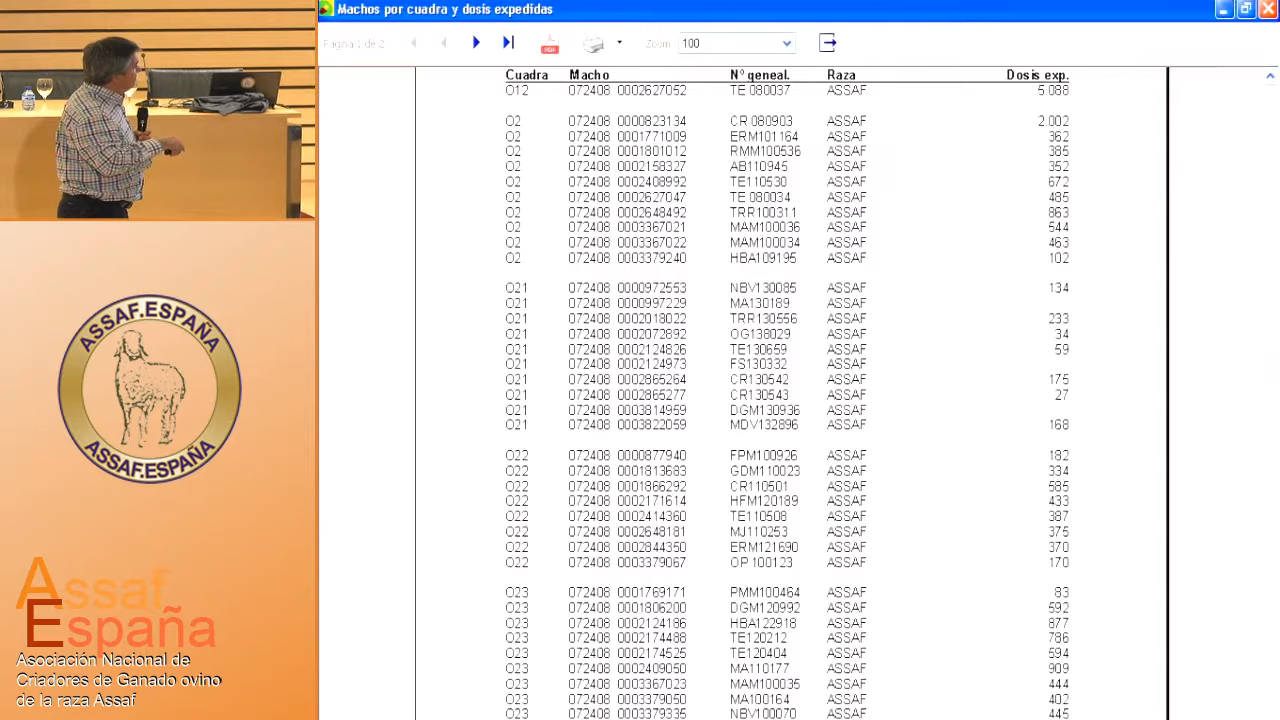 Machos por cuadra y dosis expedidas
Página 1 de 2
PDF
Zoom
100
Cuadra Macho Nº geneal. Raza Dosis exp.
O12 072408 0002627052 TE 080037 ASSAF 5.088
O2 072408 0000823134 CR 080903 ASSAF 2.002
O2 072408 0001771009 ERM101164 ASSAF 362
O2 072408 0001801012 RMM100536 ASSAF 385
O2 072408 0002158327 AB110945 ASSAF 352
O2 072408 0002408992 TE110530 ASSAF 672
O2 072408 0002627047 TE 080034 ASSAF 485
O2 072408 0002648492 TRR100311 ASSAF 863
O2 072408 0003367021 MAM100036 ASSAF 544
O2 072408 0003367022 MAM100034 ASSAF 463
O2 072408 0003379240 HBA109195 ASSAF 102
O21 072408 0000972553 NBV130085 ASSAF 134
O21 072408 0000997229 MA130189 ASSAF
O21 072408 0002018022 TRR130556 ASSAF 233
O21 072408 0002072892 OG138029 ASSAF 34
O21 072408 0002124826 TE130659 ASSAF 59
O21 072408 0002124973 FS130332 ASSAF
O21 072408 0002865264 CR130542 ASSAF 175
O21 072408 0002865277 CR130543 ASSAF 27
O21 072408 0003814959 DGM130936 ASSAF
O21 072408 0003822059 MDV132896 ASSAF 168
O22 072408 0000877940 FPM100926 ASSAF 182
O22 072408 0001813683 GDM110023 ASSAF 334
O22 072408 0001866292 CR110501 ASSAF 585
O22 072408 0002171614 HFM120189 ASSAF 433
O22 072408 0002414360 TE110508 ASSAF 387
O22 072408 0002648181 MJ110253 ASSAF 375
O22 072408 0002844350 ERM121690 ASSAF 370
O22 072408 0003379067 OP100123 ASSAF 170
O23 072408 0001769171 PMM100464 ASSAF 83
O23 072408 0001806200 DGM120992 ASSAF 592
O23 072408 0002124186 HBA122918 ASSAF 877
O23 072408 0002174488 TE120212 ASSAF 786
O23 072408 0002174525 TE120404 ASSAF 594
O23 072408 0002409050 MA110177 ASSAF 909
O23 072408 0003367023 MAM100035 ASSAF 444
O23 072408 0003379050 MA100164 ASSAF 402
O23 072408 0003379335 NBV100070 ASSAF 445
ASSAF.ESPAÑA
ASSAF.ESPAÑA
Assaf
España
Asociación Nacional de
Criadores de Ganado ovino
de la raza Assaf